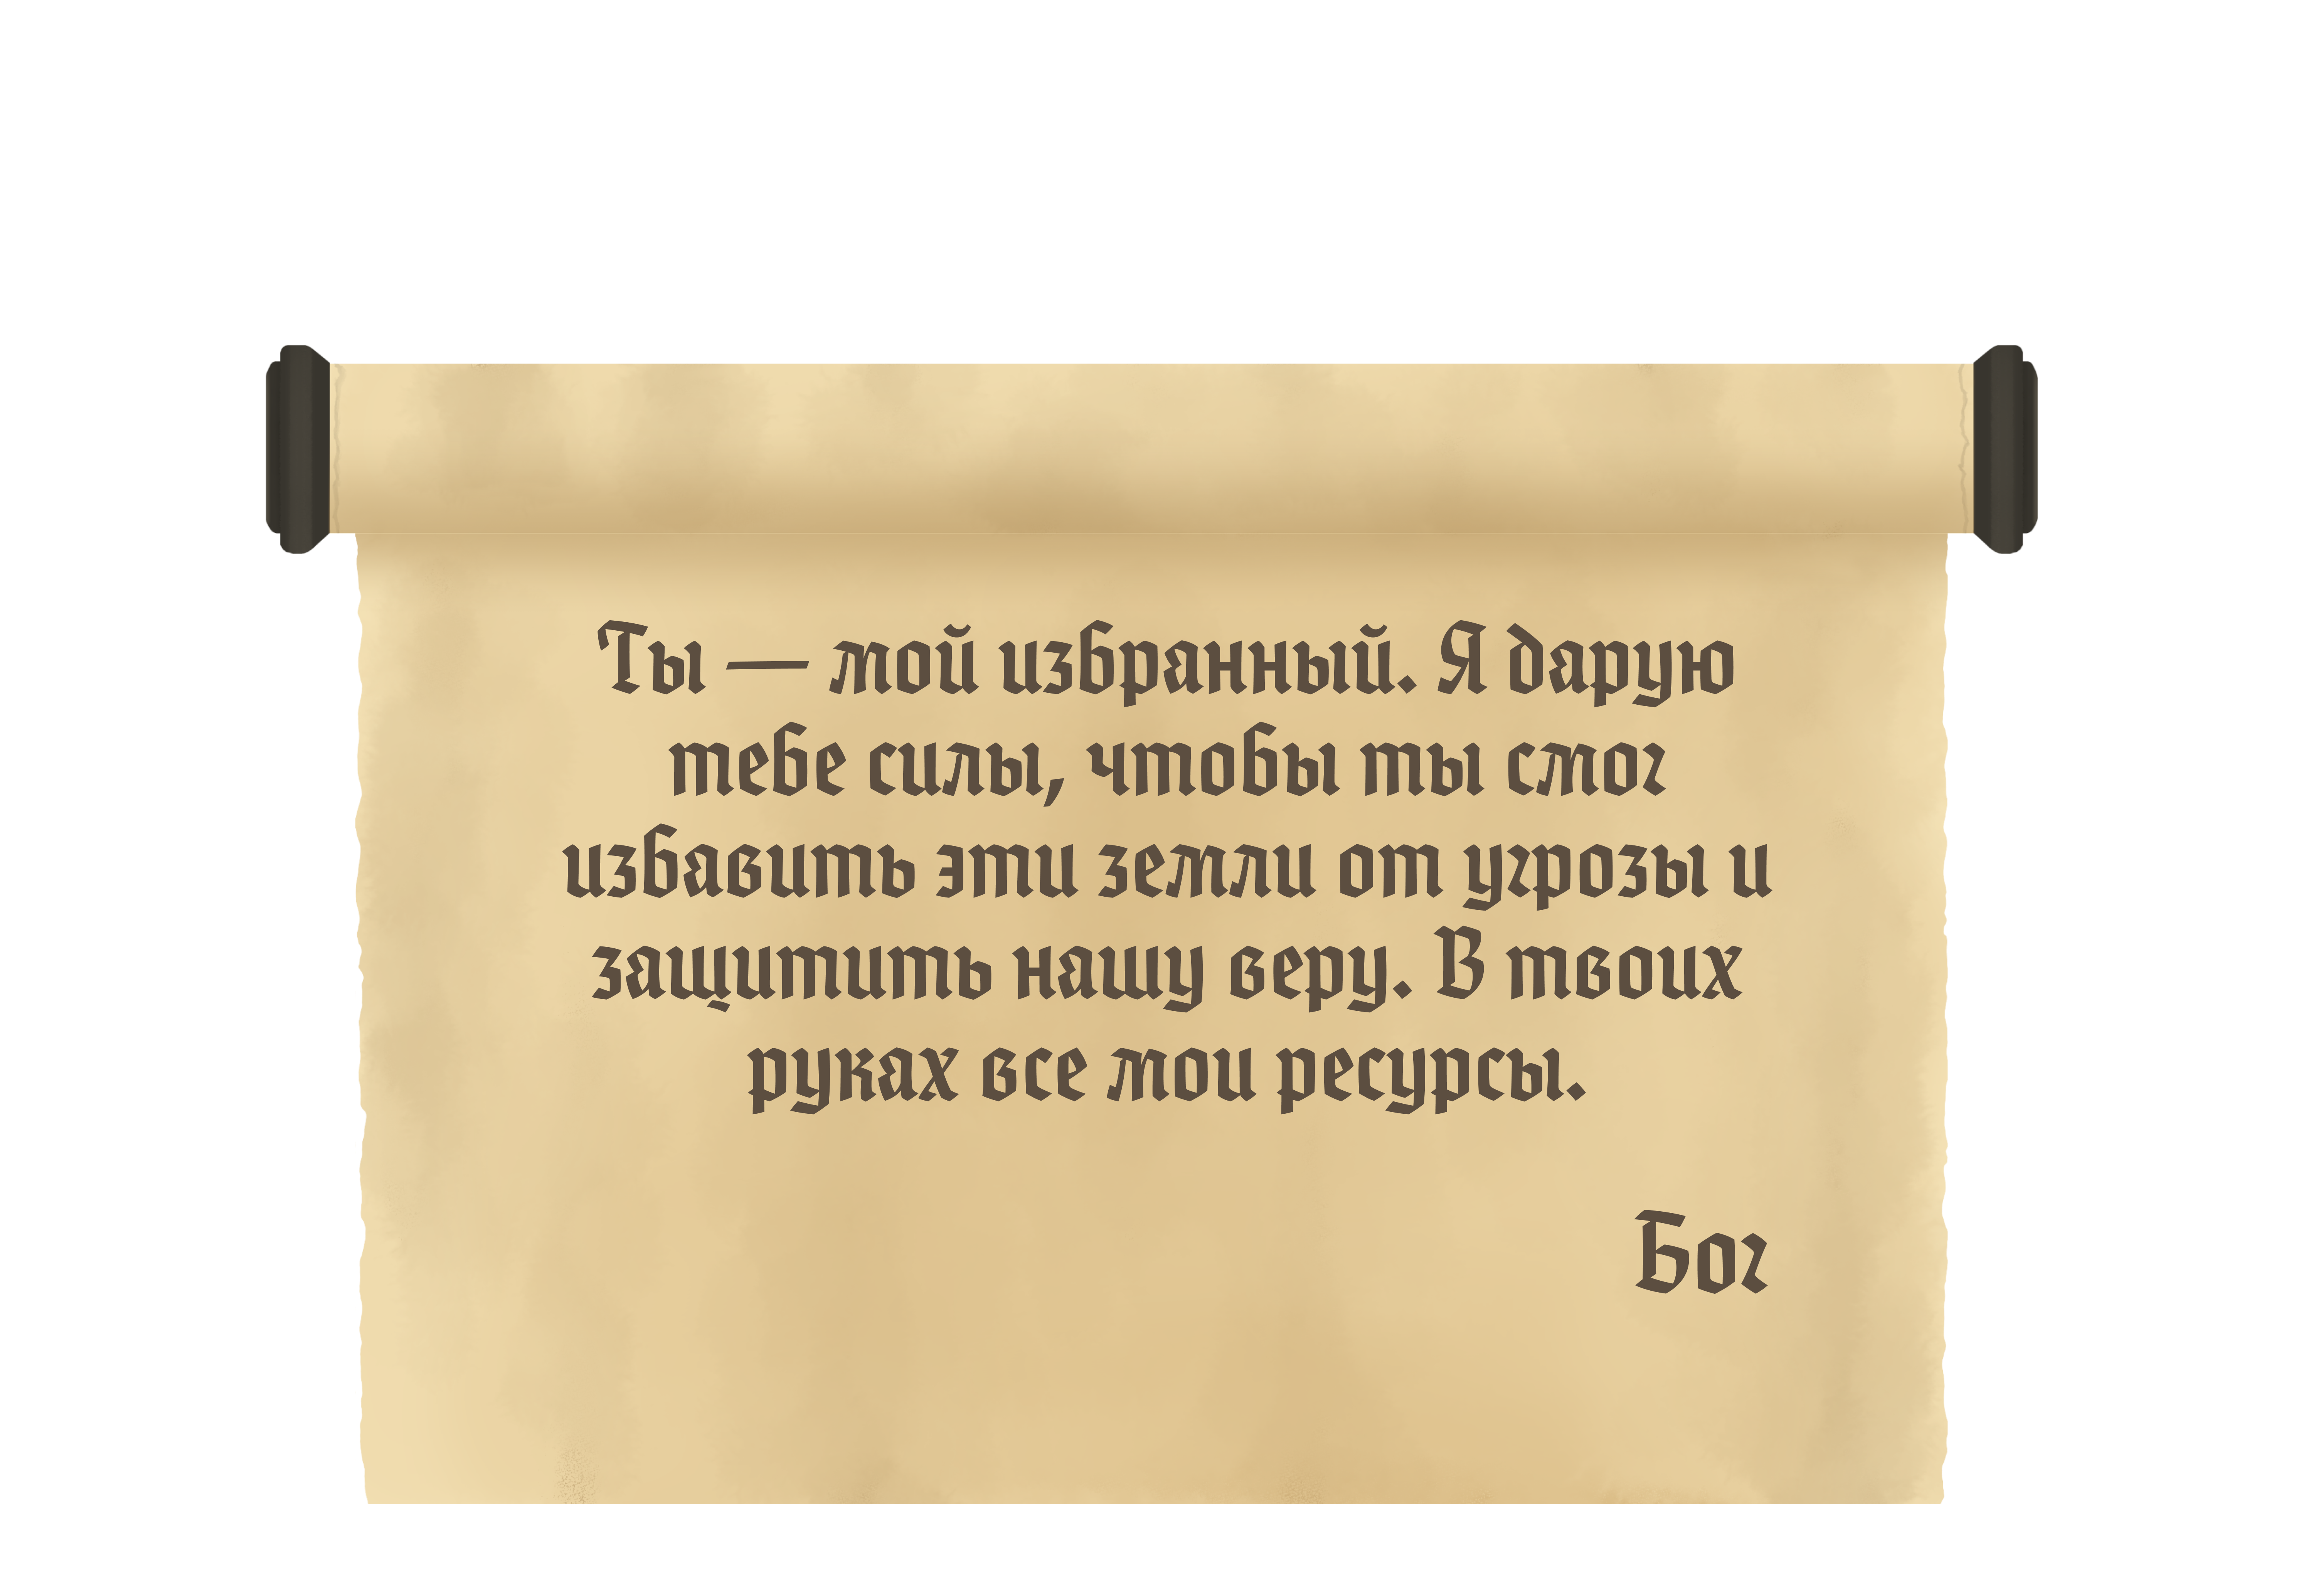 Ты — мой избранный. Я дарую
тебе силы, чтобы ты смог
избавить эти земли от угрозы и
защитить нашу веру. В твоих
руках все мои ресурсы.
Бог